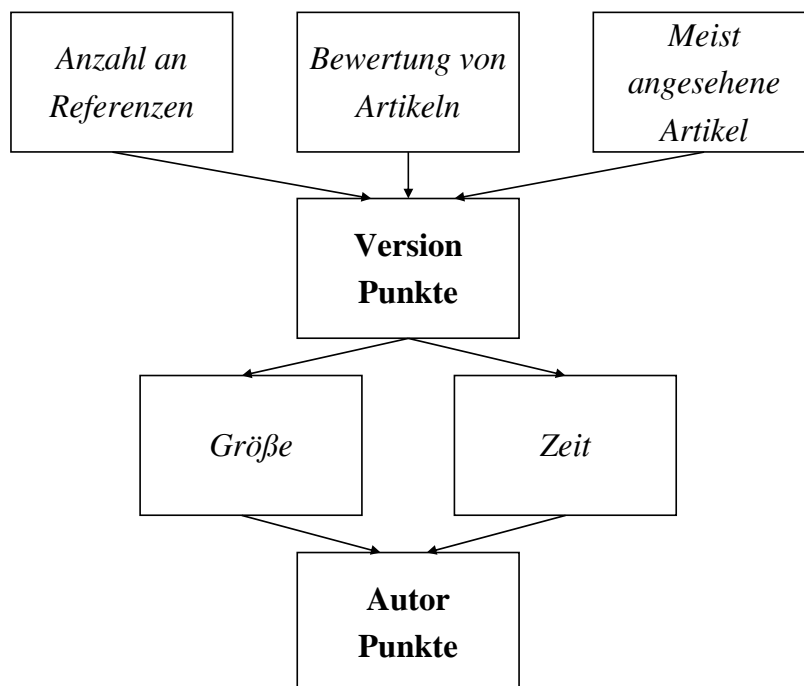 Anzahl an
Referenzen
Bewertung von
Artikeln
Meist
angesehene
Artikel
Version
Punkte
Größe
Zeit
Autor
Punkte